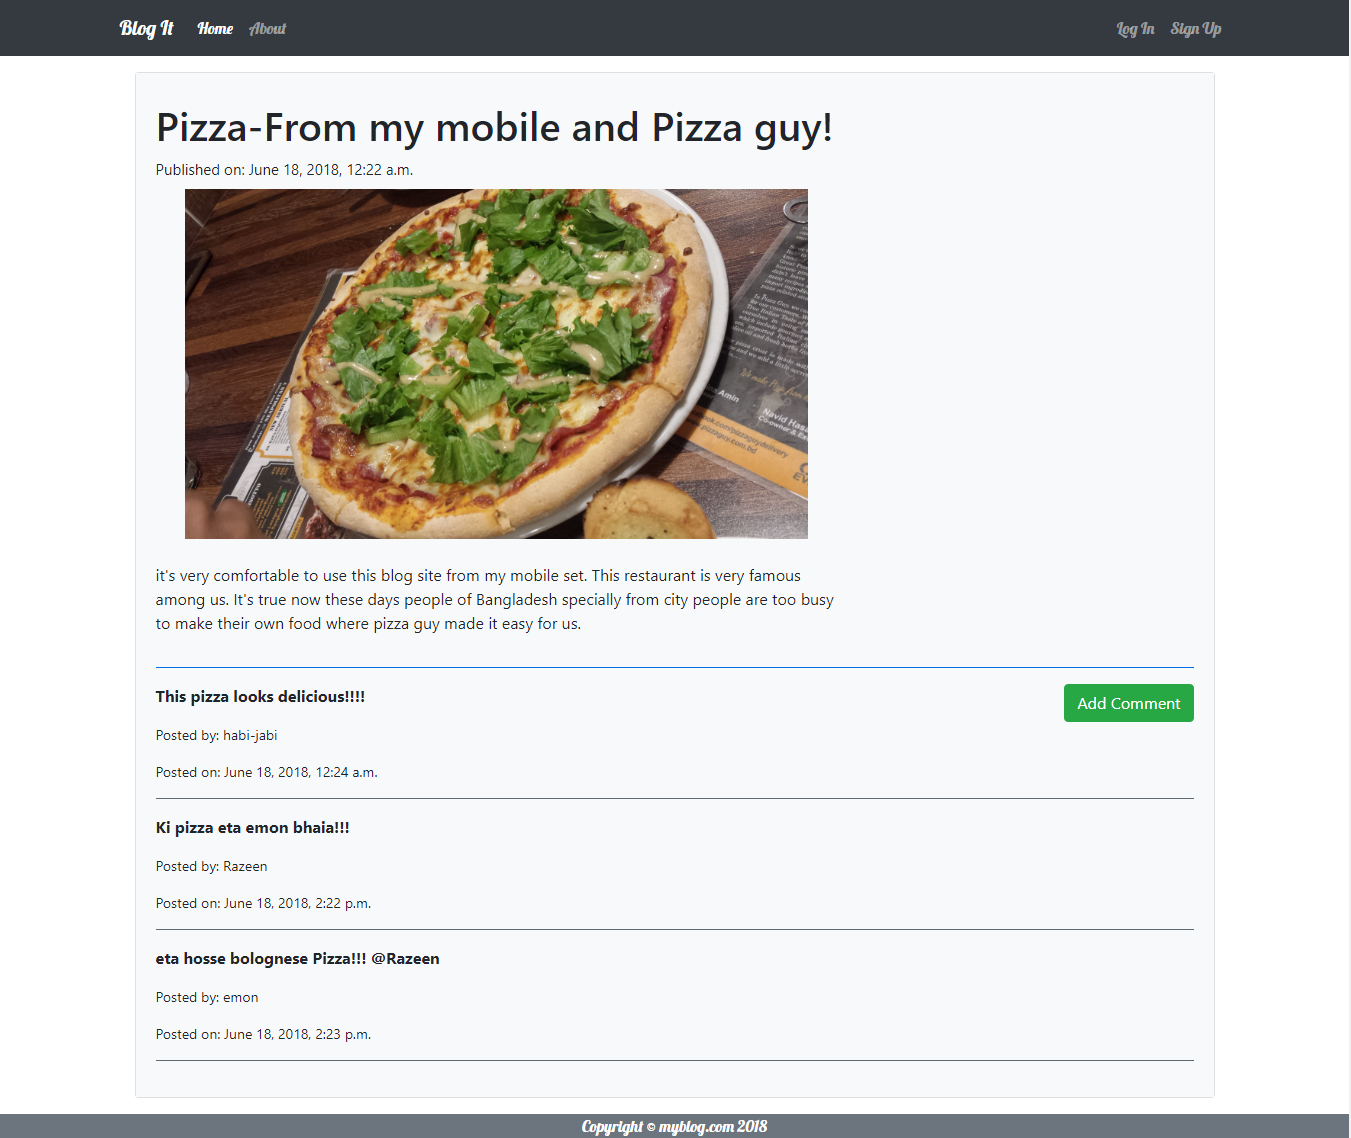 Blog It Home About Log In Sign Up
Pizza-From my mobile and Pizza guy!
Published on: June 18, 2018, 12:22 a.m.
Navid Hasa
Co-owner & Ex
Amin
it's very comfortable to use this blog site from my mobile set. This restaurant is very famous
among us. It's true now these days people of Bangladesh specially from city people are too busy
to make their own food where pizza guy made it easy for us.
This pizza looks delicious!!!!
Add Comment
Posted by: habi-jabi
Posted on: June 18, 2018, 12:24 a.m.
Ki pizza eta emon bhaia!!!
Posted by: Razeen
Posted on: June 18, 2018, 2:22 p.m.
eta hosse bolognese Pizza!!! @Razeen
Posted by: emon
Posted on: June 18, 2018, 2:23 p.m.
Copyright © myblog.com 2018